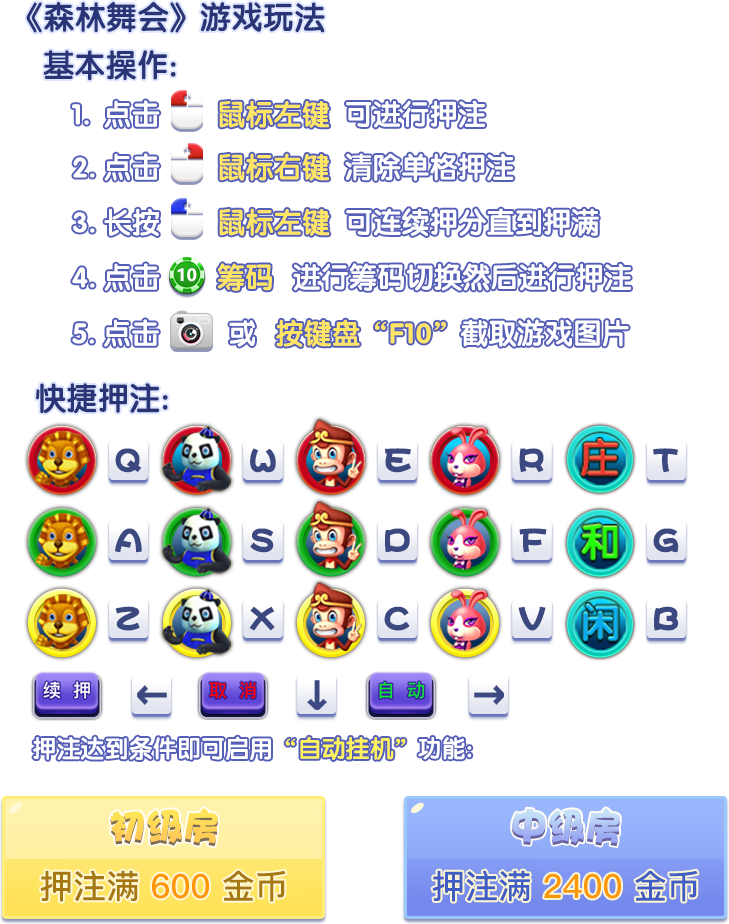 《森林舞会》游戏玩法
基本操作:
1. 点击 鼠标左键 可进行押注
2. 点击 鼠标右键 清除单格押注
3. 长按 鼠标左键 可连续押分直到押满
4. 点击 10 筹码 进行筹码切换然后进行押注
5. 点击 或 按键盘“F10”截取游戏图片
快捷押注:
Q W E R 庄 T
A S D F 和 G
Z X C V 闲 B
续 押 ← 取 消 ↓ 自 动 →
押注达到条件即可启用“自动挂机”功能:
初级房 中级房
押注满 600 金币 押注满 2400 金币